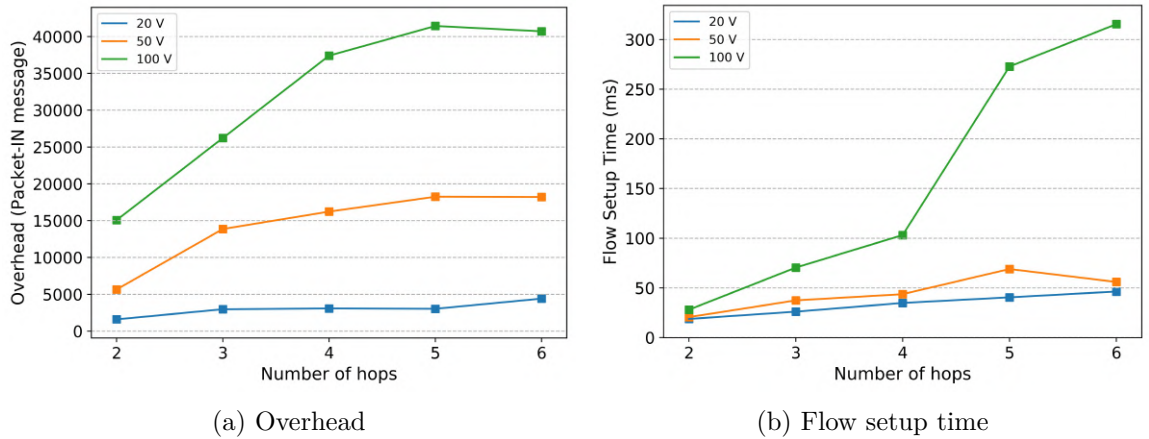 Overhead (Packet-IN message)
40000
35000
30000
25000
20000
15000
10000
5000
0
20 V
50 V
100 V
2 3 4 5 6
Number of hops
(a) Overhead
Flow Setup Time (ms)
300
250
200
150
100
50
0
20 V
50 V
100 V
2 3 4 5 6
Number of hops
(b) Flow setup time